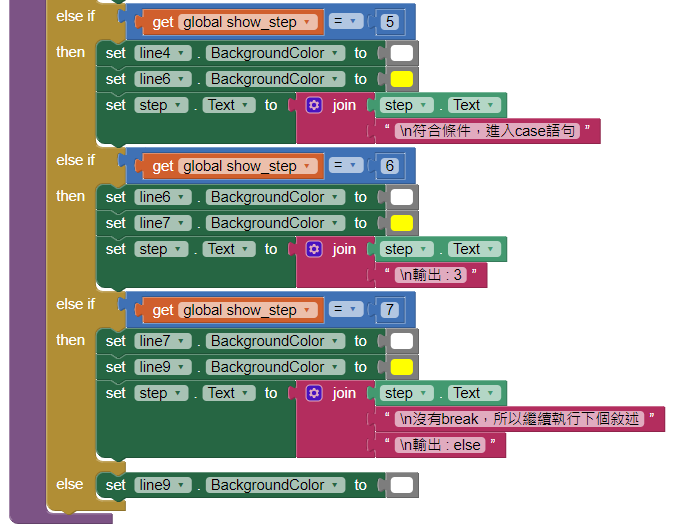 else if get global show_step = 5
then set line4 . BackgroundColor to
set line6 . BackgroundColor to
set step . Text to join step . Text
“ \n符合條件，進入case語句 ”
else if get global show_step = 6
then set line6 . BackgroundColor to
set line7 . BackgroundColor to
set step . Text to join step . Text
“ \n輸出 : 3 ”
else if get global show_step = 7
then set line7 . BackgroundColor to
set line9 . BackgroundColor to
set step . Text to join step . Text
“ \n沒有break，所以繼續執行下個敘述 ”
“ \n輸出 : else ”
else set line9 . BackgroundColor to